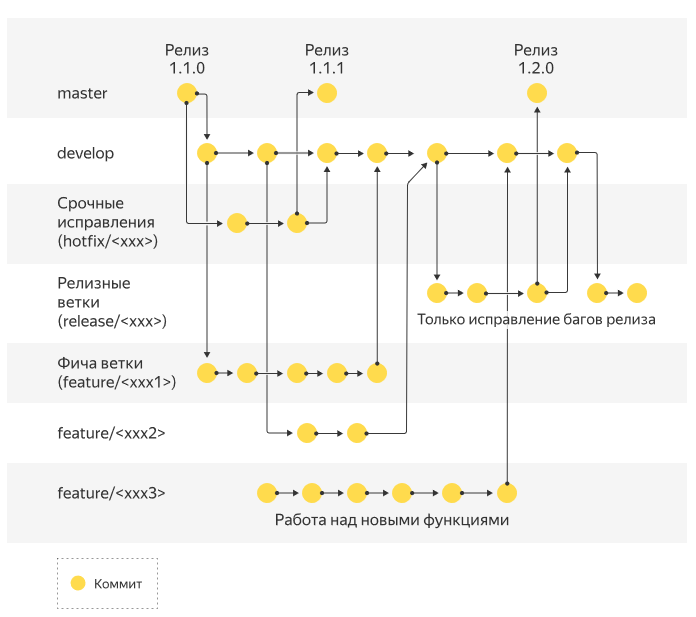 Релиз
1.1.0
Релиз
1.1.1
Релиз
1.2.0
master
develop
Срочные
исправления
(hotfix/<xxx>)
Релизные
ветки
(release/<xxx>)
Только исправление багов релиза
Фича ветки
(feature/<xxx1>)
feature/<xxx2>
feature/<xxx3>
Работа над новыми функциями
Коммит